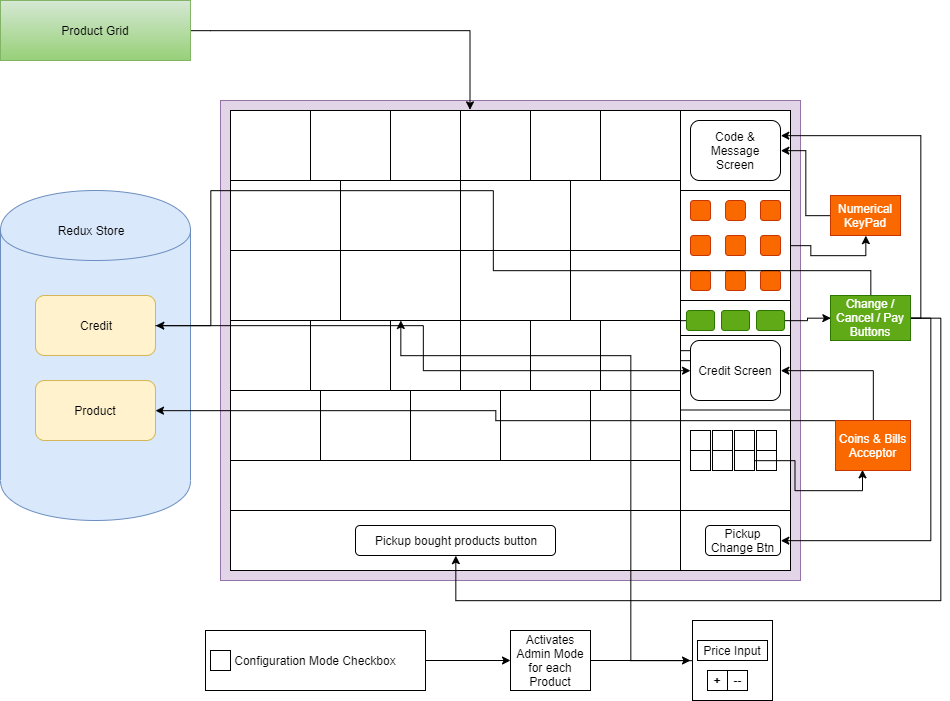 Product Grid
Code &
Message
Screen
Numerical
KeyPad
Redux Store
Credit
Change /
Cancel / Pay
Buttons
Credit Screen
Product
Coins & Bills
Acceptor
Pickup bought products button
Pickup
Change Btn
Configuration Mode Checkbox
Activates
Admin Mode
for each
Product
Price Input
+ --